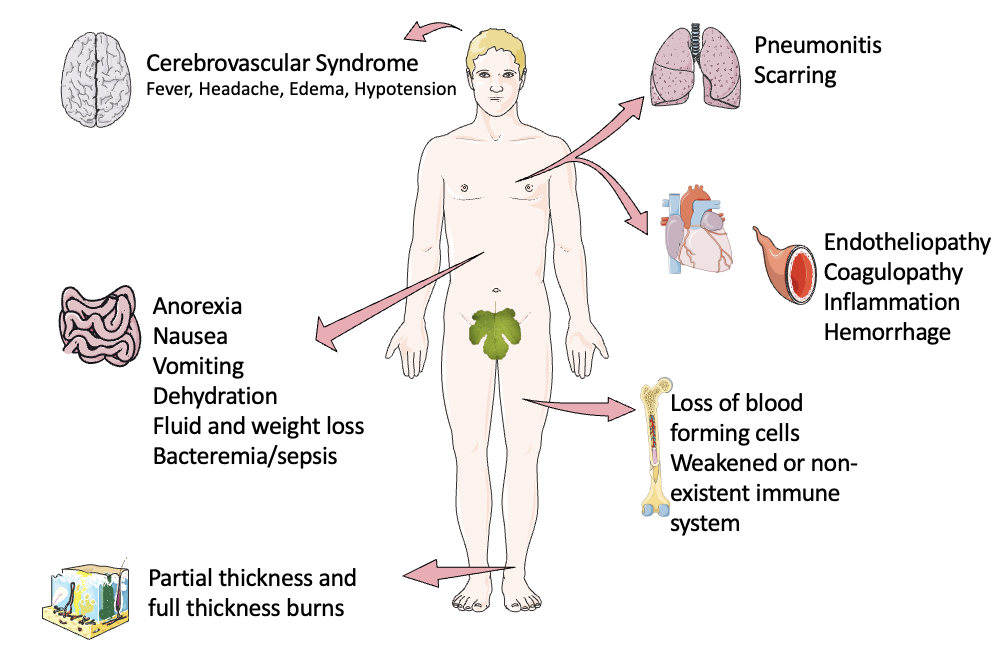 Cerebrovascular Syndrome
Fever, Headache, Edema, Hypotension
Pneumonitis
Scarring
Endotheliopathy
Coagulopathy
Inflammation
Hemorrhage
Anorexia
Nausea
Vomiting
Dehydration
Fluid and weight loss
Bacteremia/sepsis
Loss of blood
forming cells
Weakened or non-
existent immune
system
Partial thickness and
full thickness burns